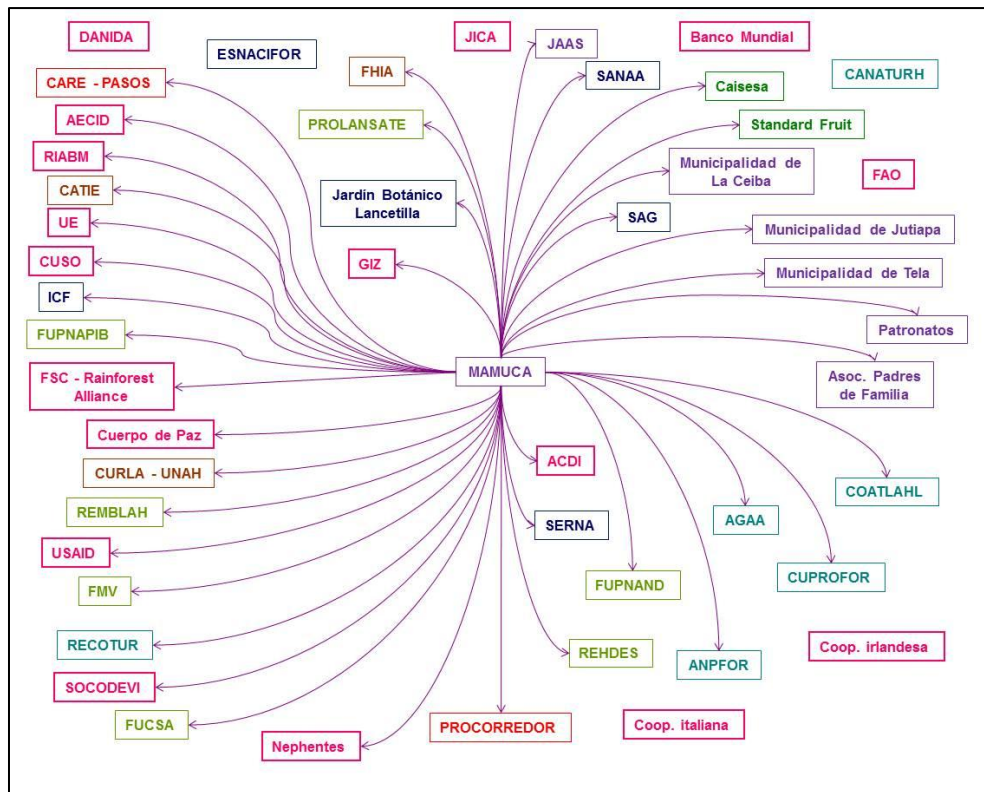 DANIDA
ESNACIFOR
JICA
JAAS
Banco Mundial
CARE - PASOS
FHIA
SANAA
Caisesa
CANATURH
AECID
PROLANSATE
Standard Fruit
RIABM
Municipalidad de
La Ceiba
FAO
CATIE
Jardín Botánico
Lancetilla
SAG
UE
Municipalidad de Jutiapa
CUSO
GIZ
Municipalidad de Tela
ICF
FUPNAPIB
Patronatos
MAMUCA
FSC - Rainforest
Alliance
Asoc. Padres
de Familia
Cuerpo de Paz
ACDI
CURLA - UNAH
COATLAHL
REMBLAH
SERNA
AGAA
USAID
FMV
FUPNAND
CUPROFOR
RECOTUR
REHDES
ANPFOR
Coop. irlandesa
SOCODEVI
FUCSA
PROCORREDOR
Coop. italiana
Nephentes